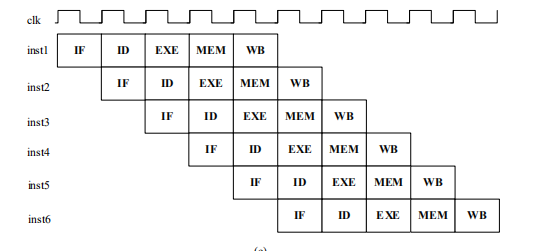 clk
inst1 IF ID EXE MEM WB
inst2 IF ID EXE MEM WB
inst3 IF ID EXE MEM WB
inst4 IF ID EXE MEM WB
inst5 IF ID EXE MEM WB
inst6 IF ID EXE MEM WB